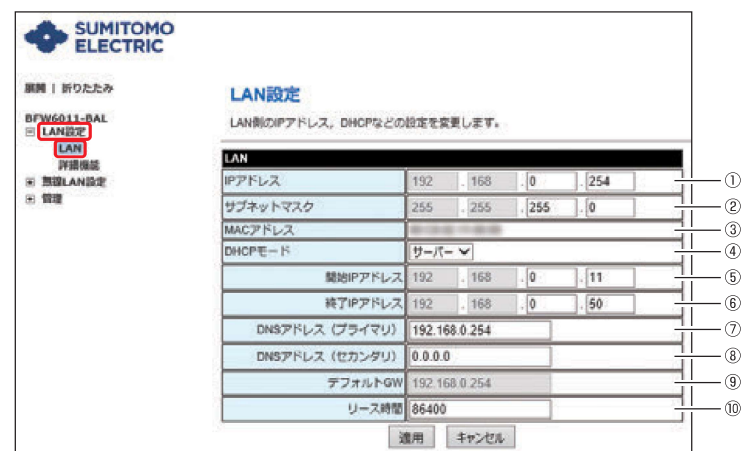 SUMITOMO
ELECTRIC
展開 | 折りたたみ
BFW6011-BAL
LAN設定
LAN
詳細機能
無線LAN設定
管理
LAN設定
LAN側のIPアドレス，DHCPなどの設定を変更します。
LAN
IPアドレス 192 . 168 . 0 . 254 ①
サブネットマスク 255 . 255 . 255 . 0 ②
MACアドレス ③
DHCPモード サーバー ④
開始IPアドレス 192 . 168 . 0 . 11 ⑤
終了IPアドレス 192 . 168 . 0 . 50 ⑥
DNSアドレス（プライマリ） 192.168.0.254 ⑦
DNSアドレス（セカンダリ） 0.0.0.0 ⑧
デフォルトGW 192.168.0.254 ⑨
リース時間 86400 ⑩
適用 キャンセル